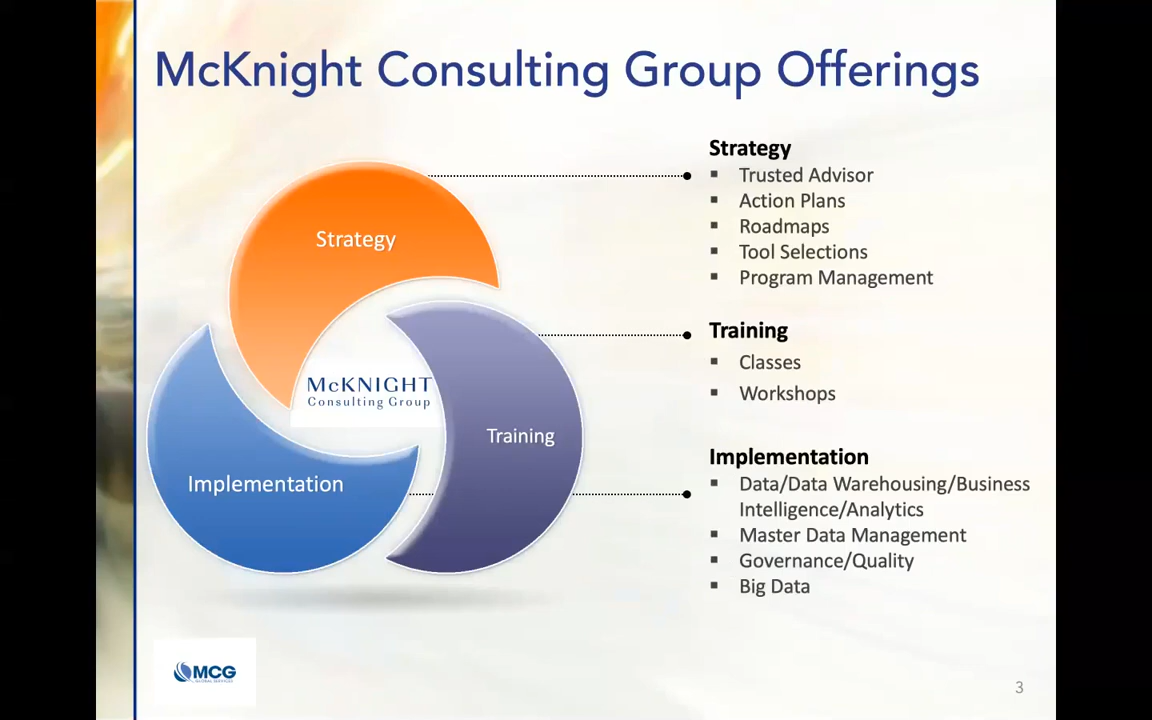 McKnight Consulting Group Offerings
Strategy
Trusted Advisor
Action Plans
Roadmaps
Tool Selections
Program Management
Training
Classes
Workshops
Implementation
Data/Data Warehousing/Business
Intelligence/Analytics
Master Data Management
Governance/Quality
Big Data
Strategy
McKNIGHT
Consulting Group
Training
Implementation
MCG
GLOBAL SERVICES
3